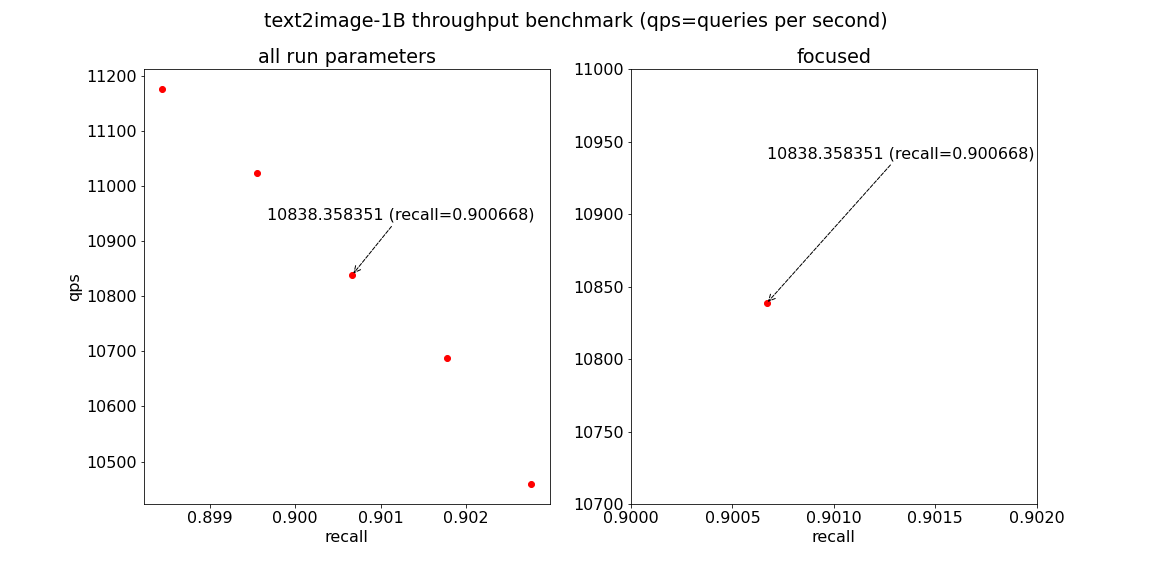 text2image-1B throughput benchmark (qps=queries per second)
all run parameters
11200
11100
11000
10900
10800
10700
10600
10500
qps
10838.358351 (recall=0.900668)
0.899 0.900 0.901 0.902
recall
focused
11000
10950
10900
10850
10800
10750
10700
10838.358351 (recall=0.900668)
0.9000 0.9005 0.9010 0.9015 0.9020
recall